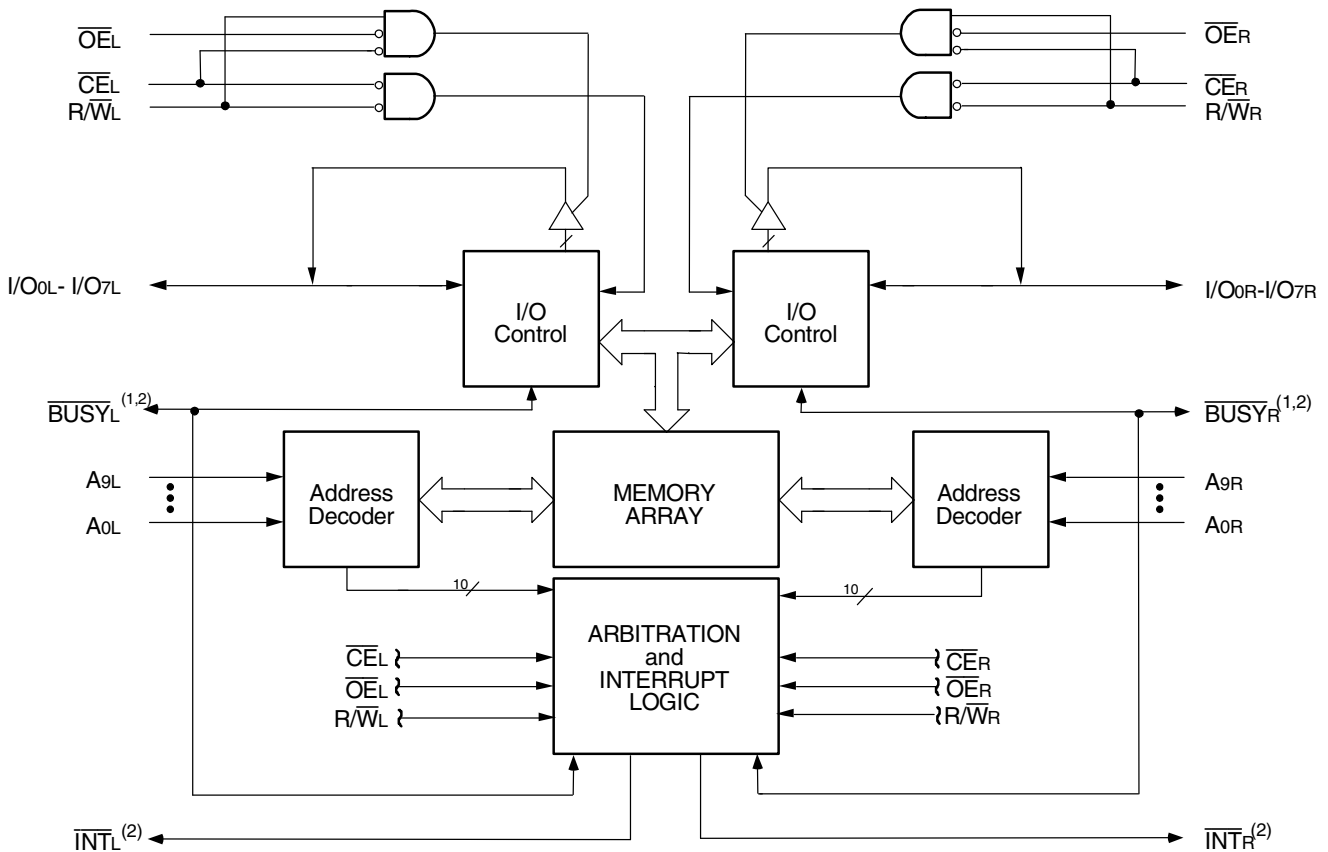 OEL
OER
CEL
CER
R/WL
R/WR
I/O0L- I/O7L
I/O
Control
I/O
Control
I/O0R-I/O7R
BUSYL(1,2)
BUSYR(1,2)
A9L
A0L
Address
Decoder
MEMORY
ARRAY
Address
Decoder
A9R
A0R
10
10
ARBITRATION
and
INTERRUPT
LOGIC
CEL
OEL
R/WL
CER
OER
R/WR
INTL(2)
INTR(2)